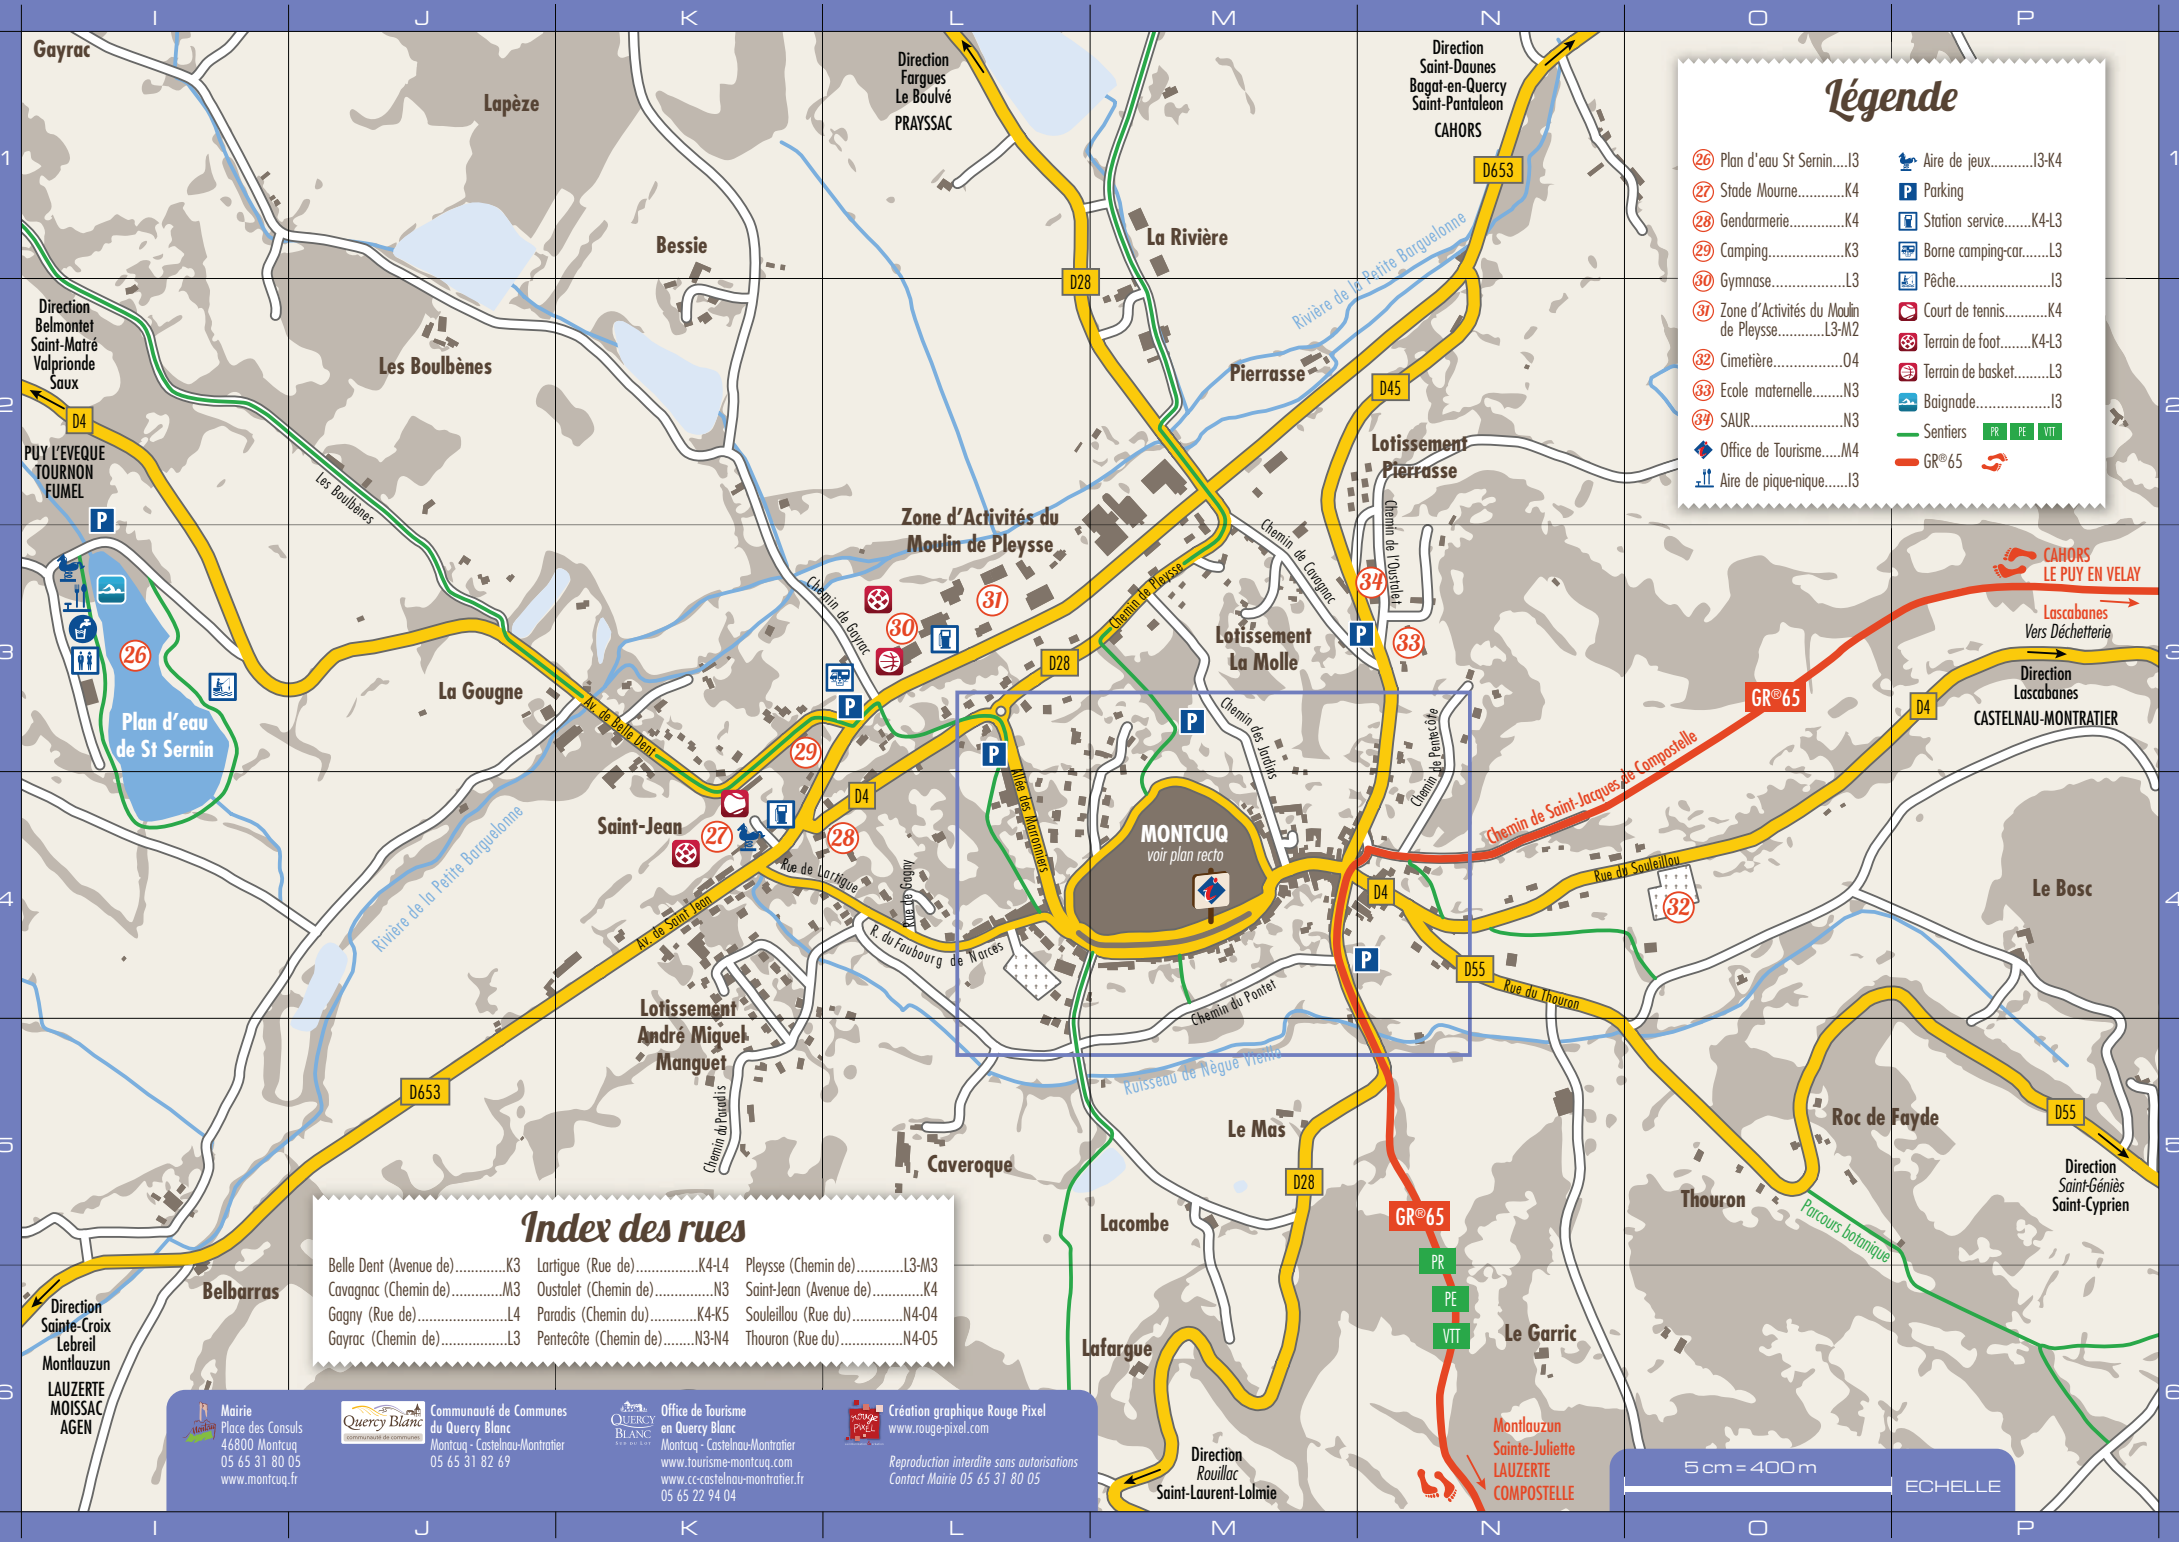 I J K L M N O P
1
2
3
4
5
6
Gayrac
Lapèze
Direction
Fargues
Le Boulvé
PRAYSSAC
Direction
Saint-Daunes
Bagat-en-Quercy
Saint-Pantaleon
CAHORS
D653
Bessie
La Rivière
D28
Rivière de la Petite Barguelonne
Direction
Belmontet
Saint-Matré
Valprionde
Saux
D4
PUY L'EVEQUE
TOURNON
FUMEL
Les Boulbènes
Les Boulbènes
Pierrasse
D45
Lotissement
Pierrasse
Légende
26 Plan d'eau St Sernin....I3
27 Stade Mourne............K4
28 Gendarmerie..............K4
29 Camping...................K3
30 Gymnase..................L3
31 Zone d'Activités du Moulin
de Pleysse............L3-M2
32 Cimetière.................O4
33 Ecole maternelle........N3
34 SAUR......................N3
Office de Tourisme.....M4
Aire de pique-nique......I3
Aire de jeux...........I3-K4
P Parking
Station service.......K4-L3
Borne camping-car.......L3
Pêche.........................I3
Court de tennis...........K4
Terrain de foot........K4-L3
Terrain de basket.........L3
Baignade...................I3
Sentiers PR PE VTT
GR®65
P
Zone d'Activités du
Moulin de Pleysse
Chemin de Gayrac
31
30
Chemin de Pleysse
Chemin de Cavagnac
Chemin de l'Oustalet
34
33
P
Lotissement
La Molle
D28
CAHORS
LE PUY EN VELAY
Lascabanes
Vers Déchetterie
Direction
Lascabanes
CASTELNAU-MONTRATIER
D4
GR®65
26
Plan d'eau
de St Sernin
La Gougne
Av. de Belle Dent
P
29
P
P
Chemin des Jardins
Chemin de Pentecôte
Chemin de Saint-Jacques de Compostelle
Saint-Jean
27
28
D4
Allée des Marronniers
MONTCUQ
voir plan recto
Rue de Lartigue
Rue de Gagny
R. du Faubourg de Narcès
Av. de Saint Jean
Rivière de la Petite Barguelonne
D4
Rue du Souleillou
32
Le Bosc
P
D55
Rue du Thouron
Chemin du Pontet
Lotissement
André Miquel
Manguet
Chemin du Paradis
Ruisseau de Nègue Vieille
D653
Le Mas
Roc de Fayde
D55
Direction
Saint-Géniès
Saint-Cyprien
Caveroque
D28
Lacombe
Thouron
Parcours botanique
GR®65
PR
PE
VTT
Le Garric
Lafargue
Belbarras
Direction
Sainte-Croix
Lebreil
Montlauzun
LAUZERTE
MOISSAC
AGEN
Index des rues
Belle Dent (Avenue de)............K3
Cavagnac (Chemin de)............M3
Gagny (Rue de)......................L4
Gayrac (Chemin de)................L3
Lartigue (Rue de)...............K4-L4
Oustalet (Chemin de)..............N3
Paradis (Chemin du)...........K4-K5
Pentecôte (Chemin de)........N3-N4
Pleysse (Chemin de)...........L3-M3
Saint-Jean (Avenue de)............K4
Souleillou (Rue du)............N4-O4
Thouron (Rue du)...............N4-O5
Mairie
Place des Consuls
46800 Montcuq
05 65 31 80 05
www.montcuq.fr
Quercy Blanc
communauté de communes
Communauté de Communes
du Quercy Blanc
Montcuq - Castelnau-Montratier
05 65 31 82 69
QUERCY
BLANC
Office de Tourisme
en Quercy Blanc
Montcuq - Castelnau-Montratier
www.tourisme-montcuq.com
www.cc-castelnau-montratier.fr
05 65 22 94 04
rouge
PIXEL
Création graphique Rouge Pixel
www.rouge-pixel.com
Reproduction interdite sans autorisations
Contact Mairie 05 65 31 80 05
Direction
Rouillac
Saint-Laurent-Lolmie
Montlauzun
Sainte-Juliette
LAUZERTE
COMPOSTELLE
5 cm = 400 m
ECHELLE
I J K L M N O P